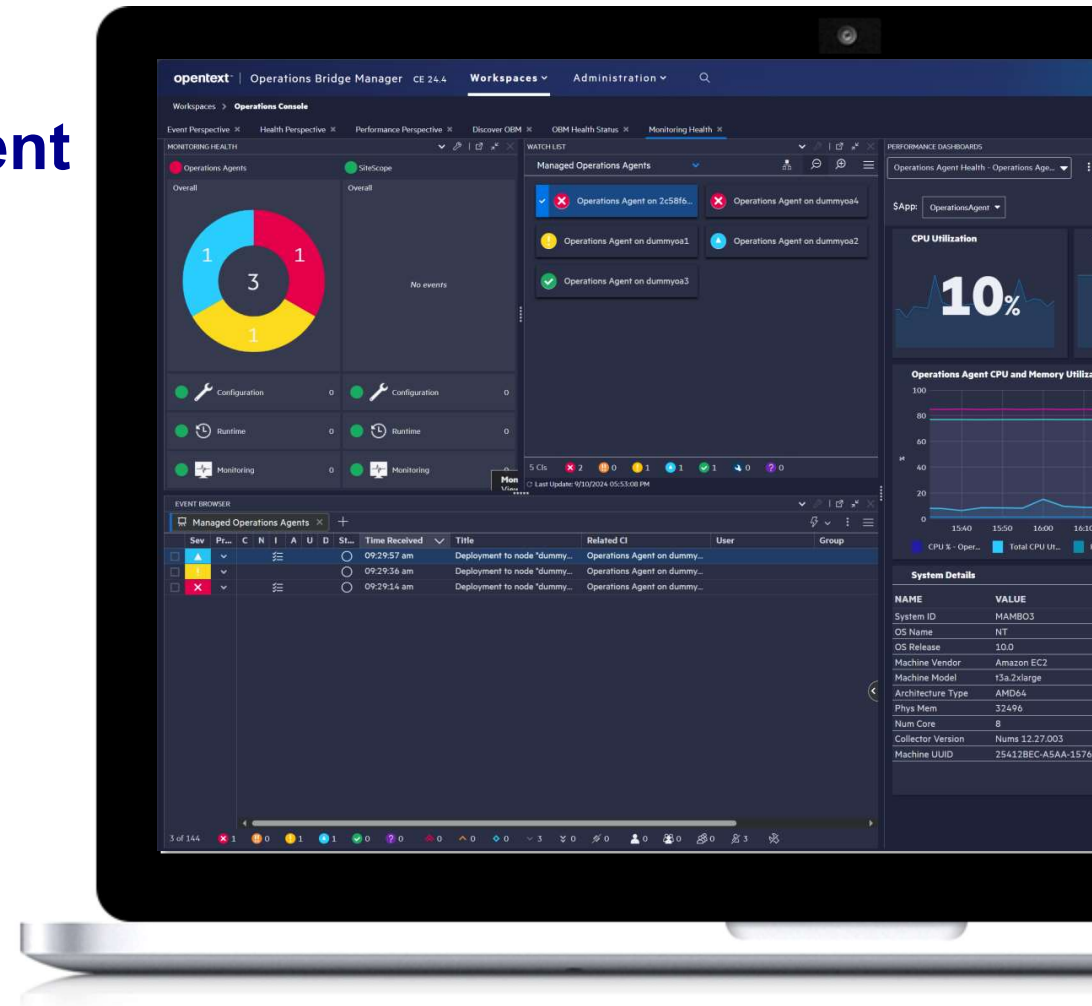 ent
opentext™ | Operations Bridge Manager CE 24.4 Workspaces Administration
Workspaces > Operations Console
Event Perspective × Health Perspective × Performance Perspective × Discover OBM × OBM Health Status × Monitoring Health ×
MONITORING HEALTH
Operations Agents SiteScope
Overall Overall
1 1
3
1
No events
Configuration 0 Configuration 0
Runtime 0 Runtime 0
Monitoring 0 Monitoring 0
Mon
WATCH LIST
Managed Operations Agents
Operations Agent on 2c58f6... Operations Agent on dummyoa4
Operations Agent on dummyoa1 Operations Agent on dummyoa2
Operations Agent on dummyoa3
5 CIs 2 0 1 1 1 0 0
Last Update: 9/10/2024 05:53:08 PM
PERFORMANCE DASHBOARDS
Operations Agent Health - Operations Age...
$App: OperationsAgent
CPU Utilization
10%
Operations Agent CPU and Memory Utiliza
100
80
60
%
40
20
0
15:40 15:50 16:00 16:10
CPU % - Oper... Total CPU Ut...
System Details
NAME VALUE
System ID MAMBO3
OS Name NT
OS Release 10.0
Machine Vendor Amazon EC2
Machine Model t3a.2xlarge
Architecture Type AMD64
Phys Mem 32496
Num Core 8
Collector Version Nums 12.27.003
Machine UUID 25412BEC-A5AA-1576
EVENT BROWSER
Managed Operations Agents × +
Sev Pr... C N I A U D St... Time Received Title Related CI User Group
09:29:57 am Deployment to node "dummy... Operations Agent on dummy...
09:29:36 am Deployment to node "dummy... Operations Agent on dummy...
09:29:14 am Deployment to node "dummy... Operations Agent on dummy...
3 of 144 1 0 1 1 0 0 0 0 0 3 0 0 0 0 0 3